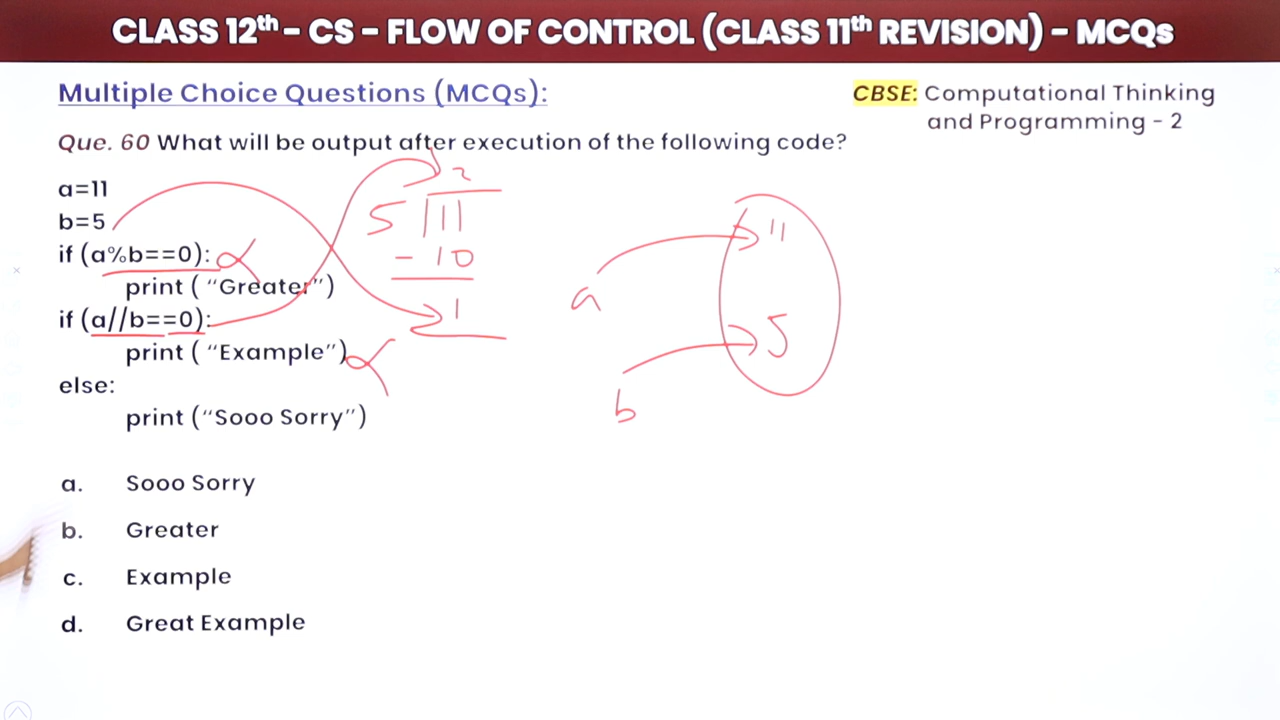 CLASS 12th – CS – FLOW OF CONTROL (CLASS 11th REVISION) – MCQs
Multiple Choice Questions (MCQs):
CBSE: Computational Thinking
and Programming - 2
Que. 60 What will be output after execution of the following code?
a=11
b=5
if (a%b==0):
print ( “Greater”)
if (a//b==0):
print ( “Example”)
else:
print (“Sooo Sorry”)
2
5 11
- 10
1
a 11
b 5
a. Sooo Sorry
b. Greater
c. Example
d. Great Example